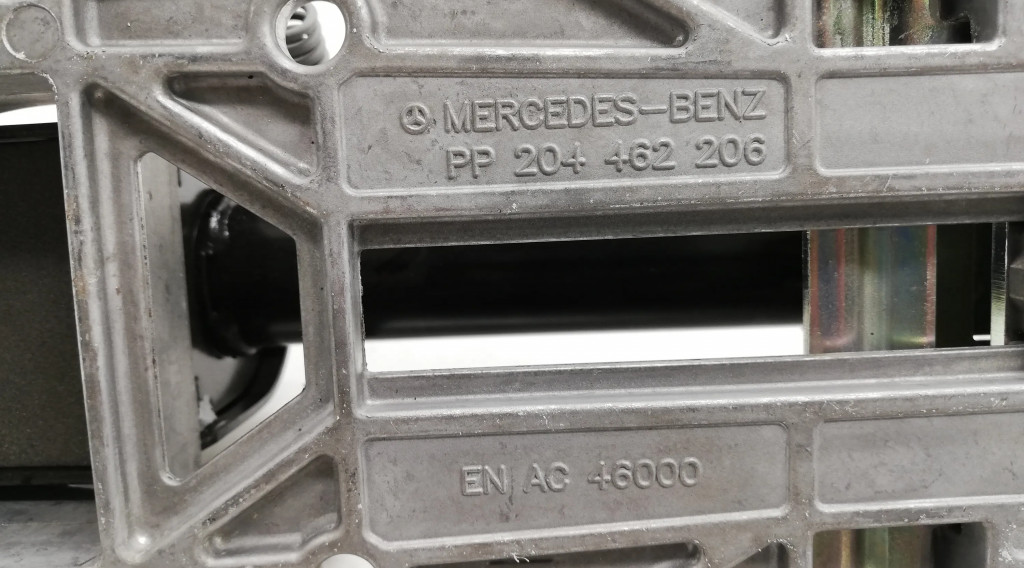 MERCEDES-BENZ
PP 204 462 206
EN AC 46000